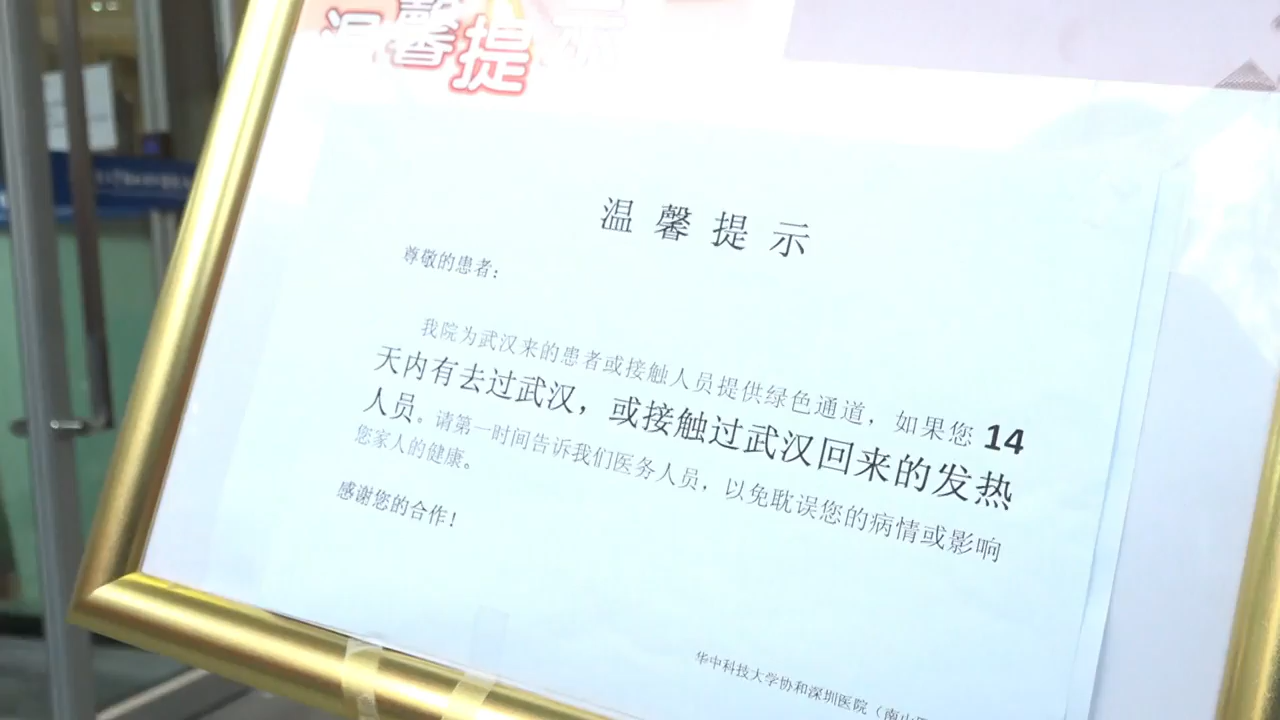 温馨提示
温馨提示
尊敬的患者：
我院为武汉来的患者或接触人员提供绿色通道，如果您 14
天内有去过武汉，或接触过武汉回来的发热
人员。请第一时间告诉我们医务人员，以免耽误您的病情或影响
您家人的健康。
感谢您的合作！
华中科技大学协和深圳医院（南山